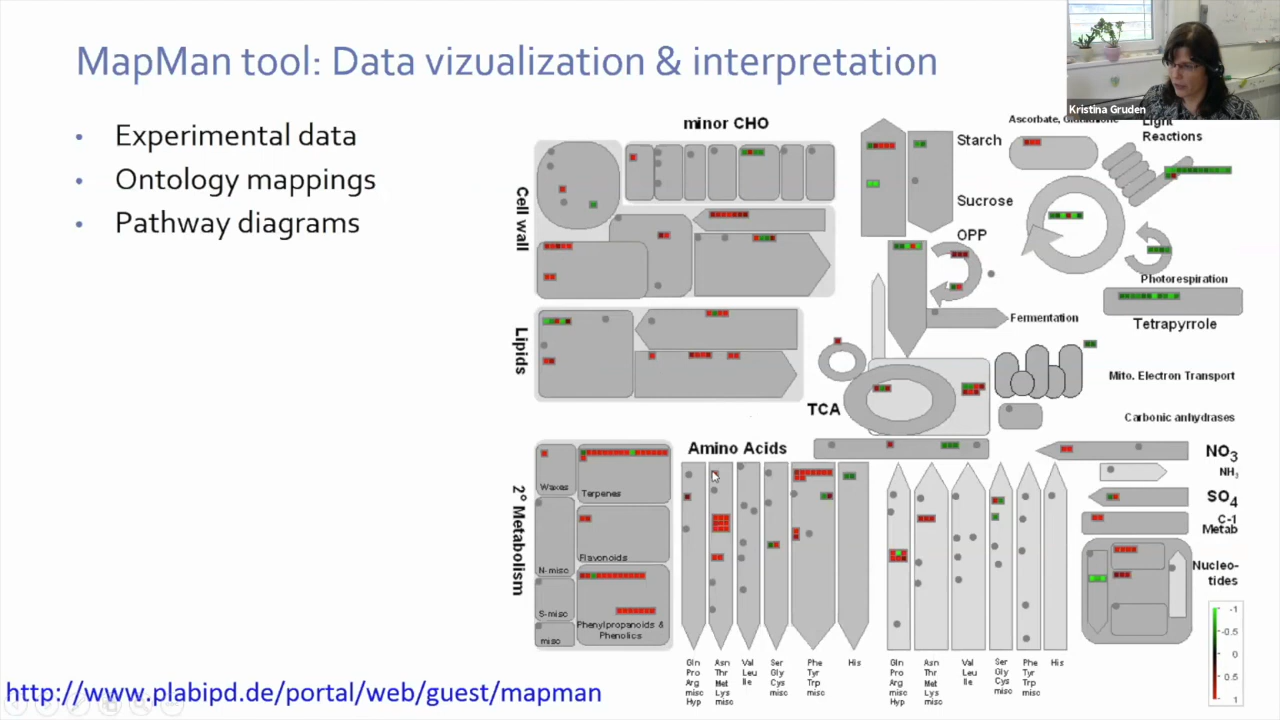 MapMan tool: Data vizualization & interpretation
Kristina Gruden
• Experimental data
• Ontology mappings
• Pathway diagrams
minor CHO
Cell wall
Lipids
2° Metabolism
Waxes
Terpenes
Flavonoids
N-misc
S-misc
misc
Phenylpropanoids &
Phenolics
Starch
Sucrose
OPP
Fermentation
TCA
Amino Acids
Ascorbate,
Light
Reactions
Photorespiration
Tetrapyrrole
Mito. Electron Transport
Carbonic anhydrases
NO3
NH3
SO4
C-1
Metab
Nucleo-
tides
Gln Asn Val Ser Phe His
Pro Thr Leu Gly Tyr
Arg Met Ile Cys Trp
misc Lys misc misc
Hyp misc
Gln Asn Val Ser Phe His
Pro Thr Leu Gly Tyr
Arg Met Ile Cys Trp
misc Lys misc misc
Hyp misc
-1
-0.5
0
0.5
1
http://www.plabipd.de/portal/web/guest/mapman